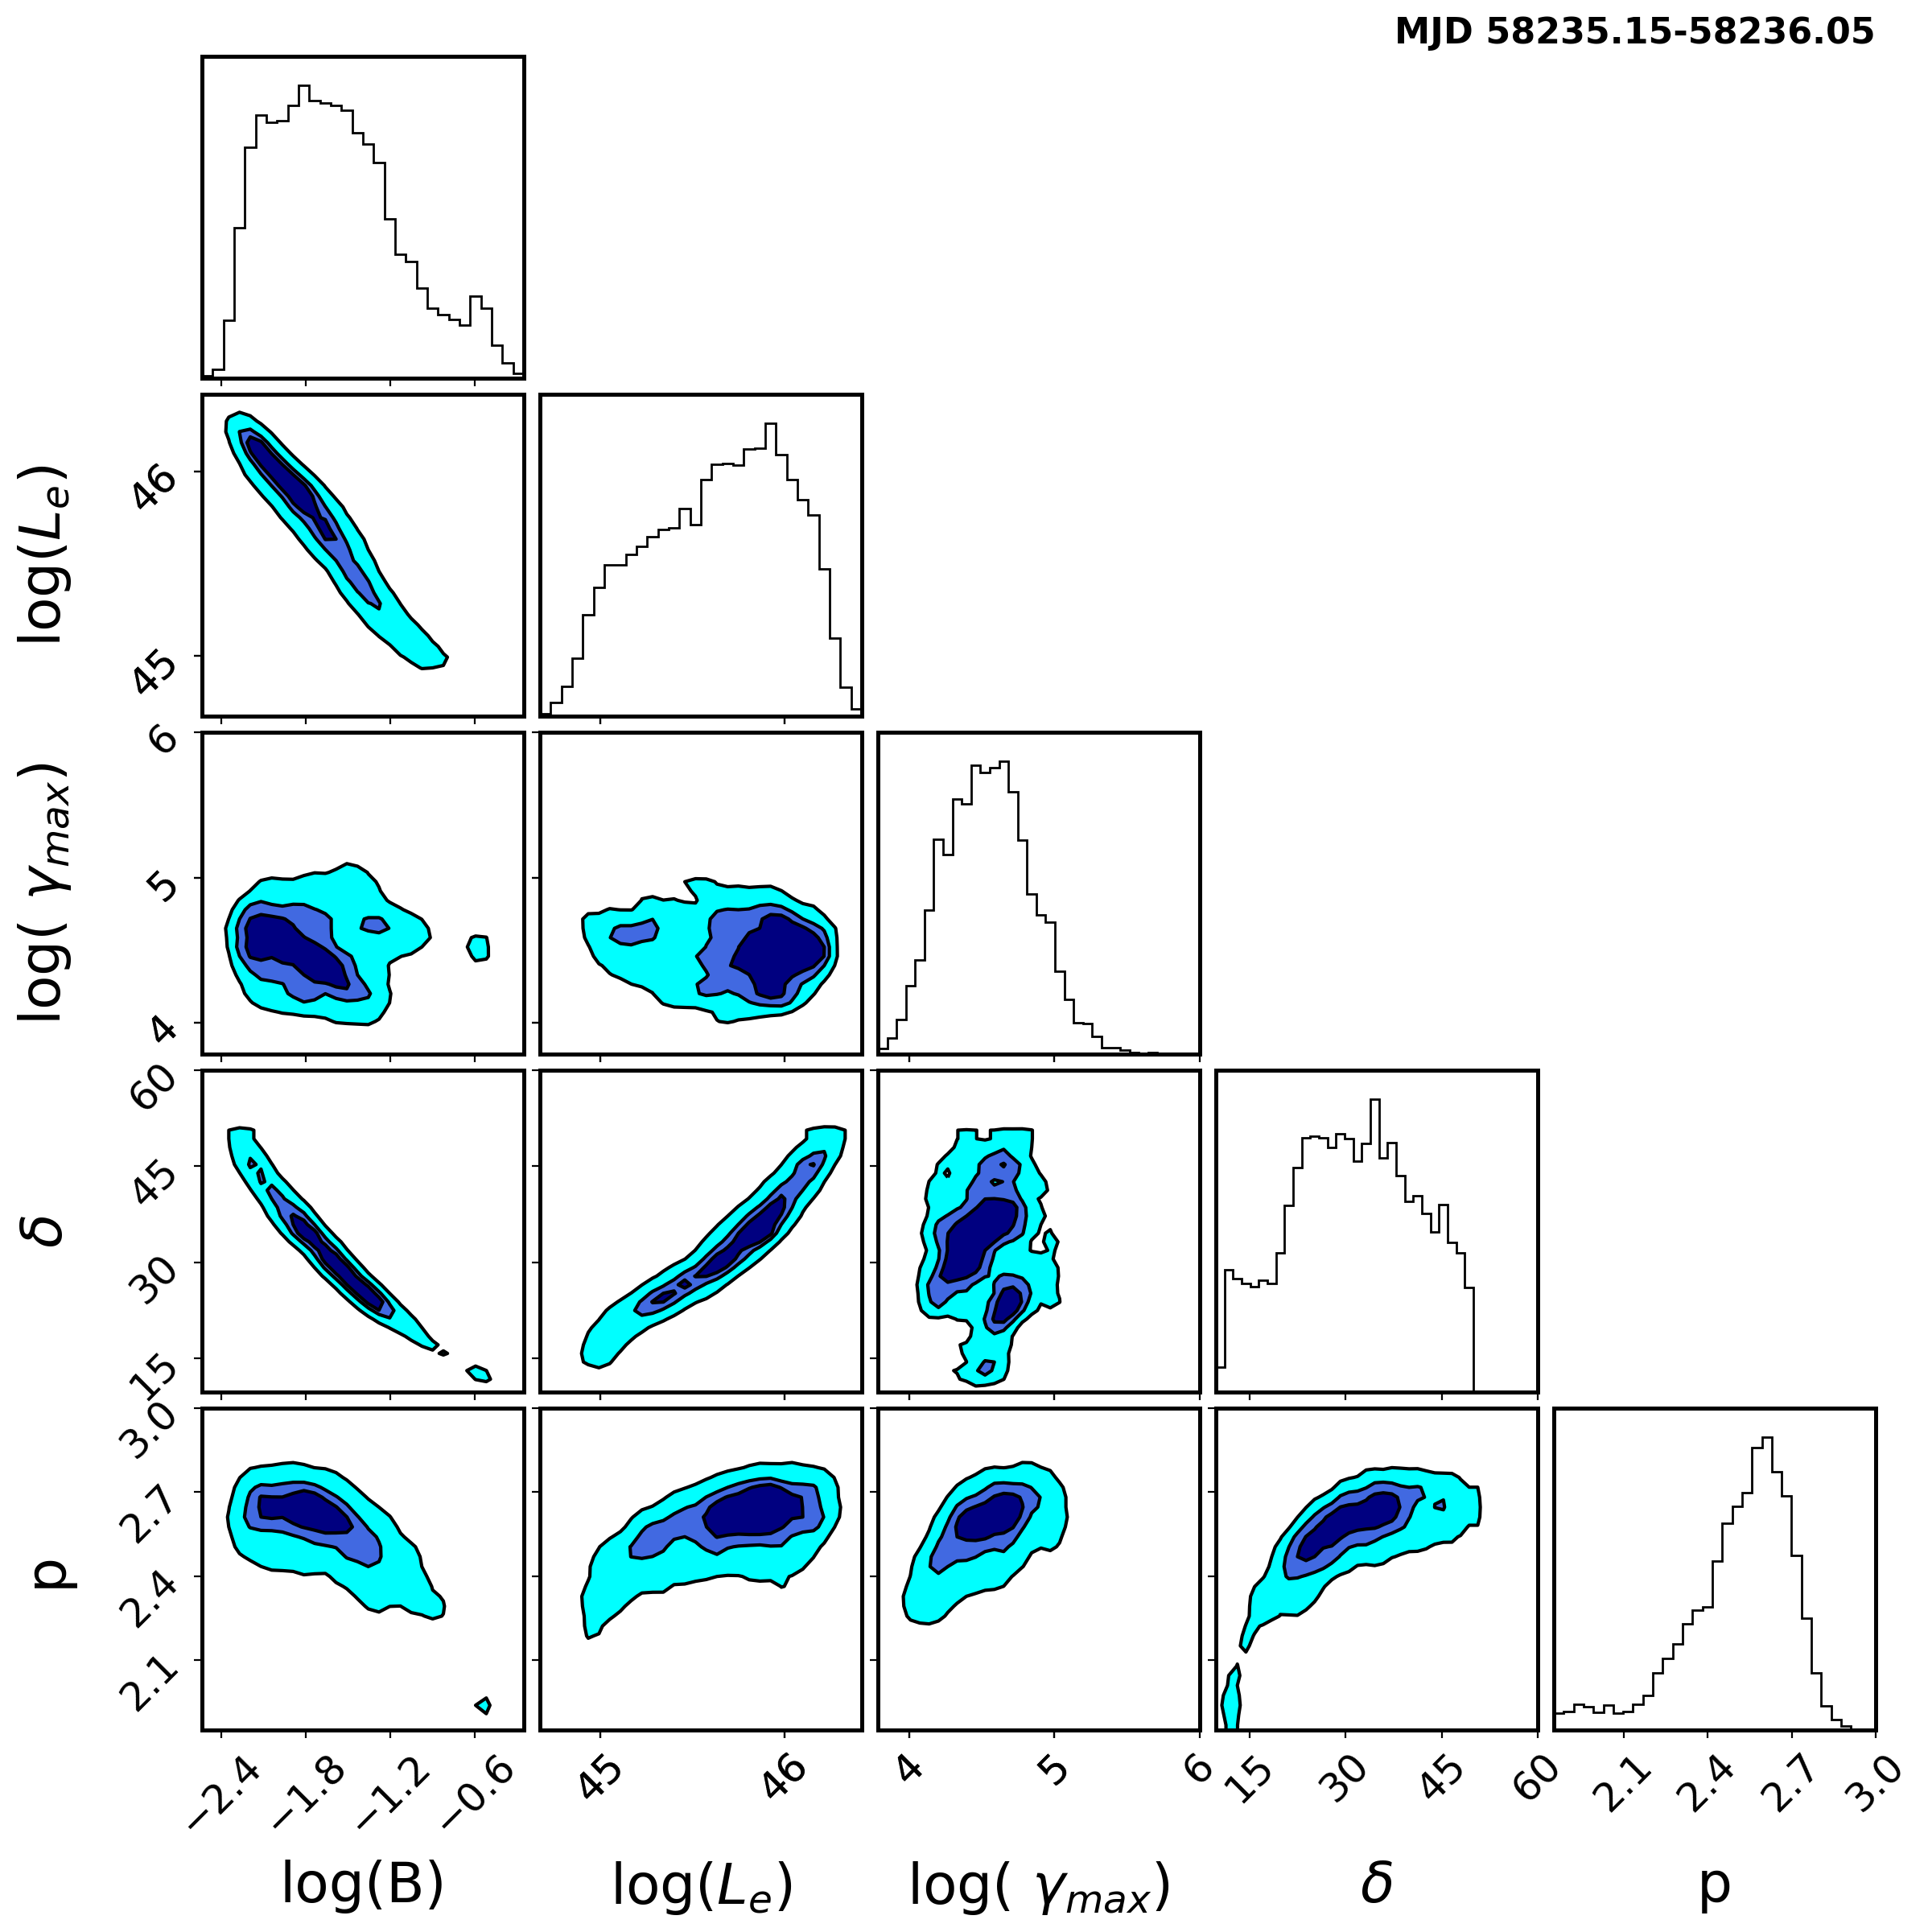 MJD 58235.15-58236.05
log(Lₑ)
46
45
log( γₘₐₓ)
6
5
4
δ
60
45
30
15
p
3.0
2.7
2.4
2.1
−2.4 −1.8 −1.2 −0.6 45 46 4 5 6 15 30 45 60 2.1 2.4 2.7 3.0
log(B) log(Lₑ) log( γₘₐₓ) δ p